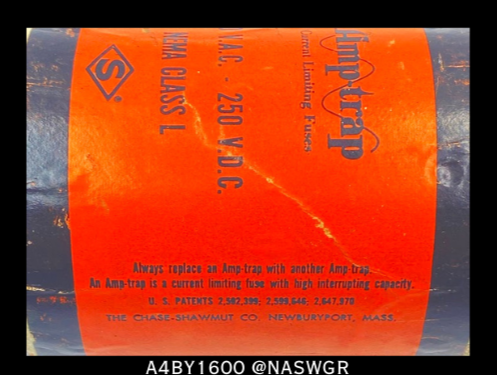 Amp-trap
Current Limiting Fuses
V.A.C. - 250 V.D.C.
NEMA CLASS L
S
Always replace an Amp-trap with another Amp-trap.
An Amp-trap is a current limiting fuse with high interrupting capacity.
U. S. PATENTS 2,592,399; 2,599,646; 2,647,970
THE CHASE-SHAWMUT CO. NEWBURYPORT, MASS.
A4BY1600 @NASWGR